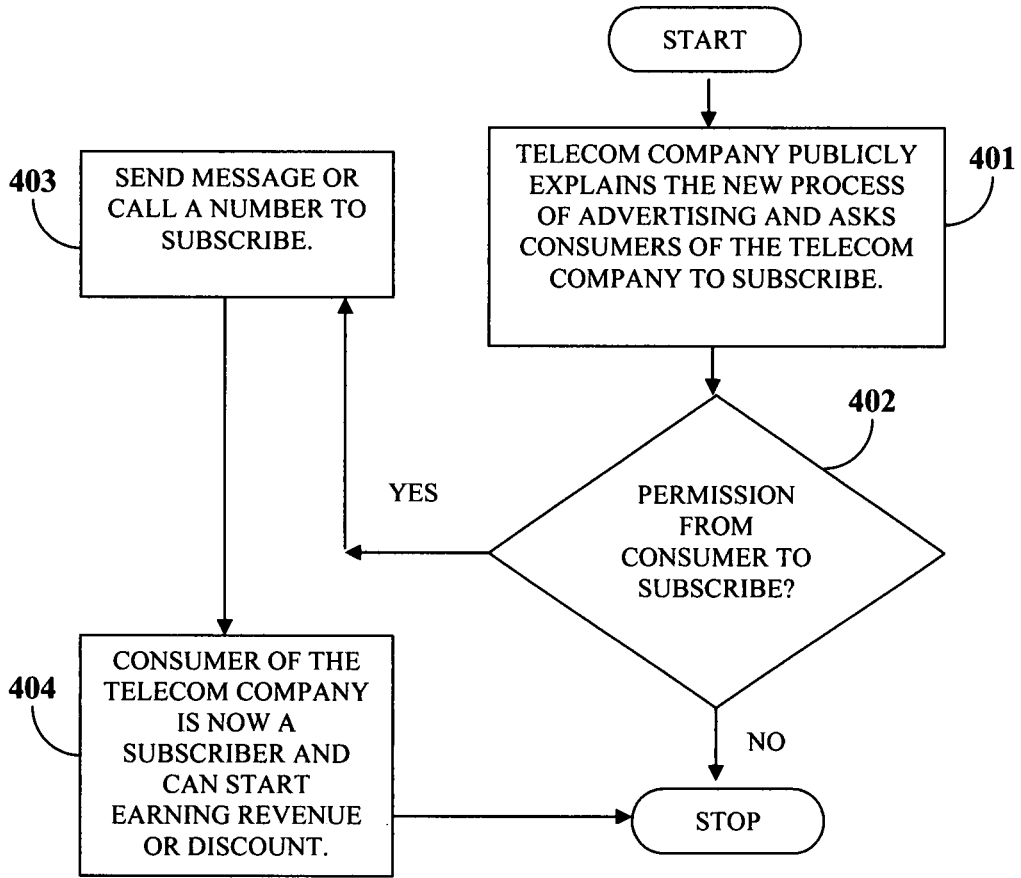 START
TELECOM COMPANY PUBLICLY
EXPLAINS THE NEW PROCESS
OF ADVERTISING AND ASKS
CONSUMERS OF THE TELECOM
COMPANY TO SUBSCRIBE.
401
402
PERMISSION
FROM
CONSUMER TO
SUBSCRIBE?
YES
NO
403
SEND MESSAGE OR
CALL A NUMBER TO
SUBSCRIBE.
404
CONSUMER OF THE
TELECOM COMPANY
IS NOW A
SUBSCRIBER AND
CAN START
EARNING REVENUE
OR DISCOUNT.
STOP